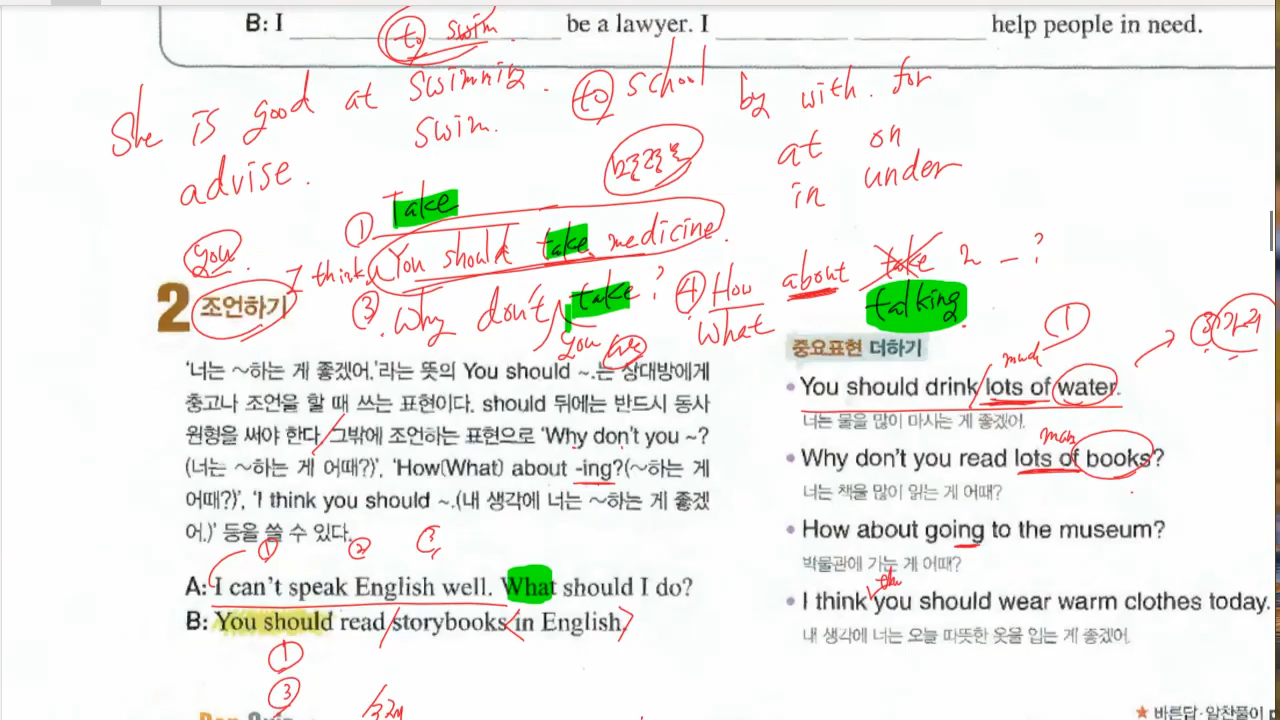 B: I ______ be a lawyer. I ______ ______ help people in need.
to swim.
She is good at swimming. to school by with. for
swim. at on
advise. in under
Take
①
you. I think You should take medicine.
③ Why don't take? ④ How about take 2 - ?
you we What talking.
2 조언하기
'너는 ~하는 게 좋겠어.'라는 뜻의 You should ~.는 상대방에게
충고나 조언을 할 때 쓰는 표현이다. should 뒤에는 반드시 동사
원형을 써야 한다. 그밖에 조언하는 표현으로 'Why don't you ~?
(너는 ~하는 게 어때?)', 'How(What) about -ing?(~하는 게
어때?)', 'I think you should ~.(내 생각에 너는 ~하는 게 좋겠
어.)' 등을 쓸 수 있다.
① ② ③
A: I can't speak English well. What should I do?
B: You should read storybooks in English.
①
③
중요표현 더하기
①
much
• You should drink lots of water.
너는 물을 많이 마시는 게 좋겠어.
• Why don't you read lots of books?
너는 책을 많이 읽는 게 어때?
• How about going to the museum?
박물관에 가는 게 어때?
• I think you should wear warm clothes today.
내 생각에 너는 오늘 따뜻한 옷을 입는 게 좋겠어.
★ 바른답·알찬풀이